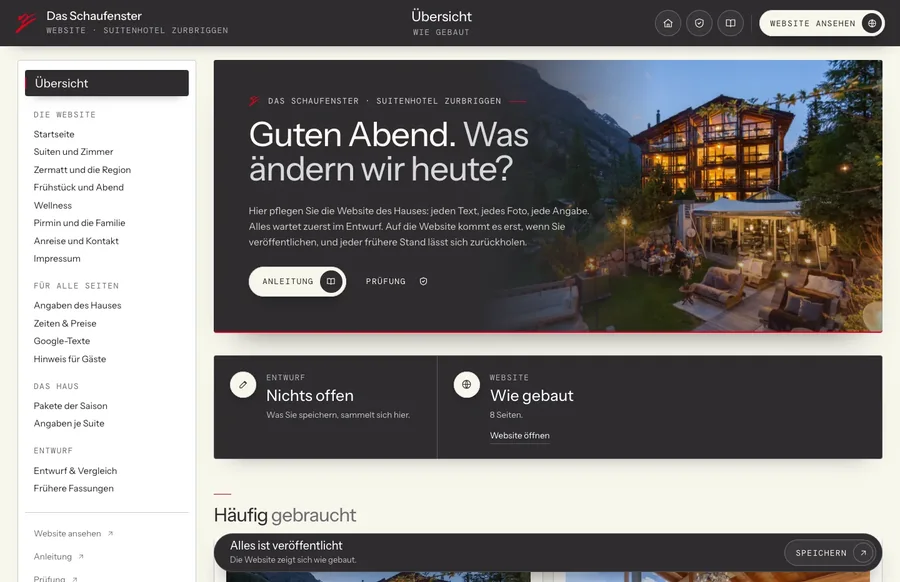 Das Schaufenster
WEBSITE · SUITENHOTEL ZURBRIGGEN
Übersicht
WIE GEBAUT
WEBSITE ANSEHEN
Übersicht
DIE WEBSITE
Startseite
Suiten und Zimmer
Zermatt und die Region
Frühstück und Abend
Wellness
Pirmin und die Familie
Anreise und Kontakt
Impressum
FÜR ALLE SEITEN
Angaben des Hauses
Zeiten & Preise
Google-Texte
Hinweis für Gäste
DAS HAUS
Pakete der Saison
Angaben je Suite
ENTWURF
Entwurf & Vergleich
Frühere Fassungen
Website ansehen
Anleitung
Prüfung
DAS SCHAUFENSTER · SUITENHOTEL ZURBRIGGEN
Guten Abend. Was
ändern wir heute?
Hier pflegen Sie die Website des Hauses: jeden Text, jedes Foto, jede Angabe.
Alles wartet zuerst im Entwurf. Auf die Website kommt es erst, wenn Sie
veröffentlichen, und jeder frühere Stand lässt sich zurückholen.
ANLEITUNG
PRÜFUNG
ENTWURF
Nichts offen
Was Sie speichern, sammelt sich hier.
WEBSITE
Wie gebaut
8 Seiten.
Website öffnen
Häufig gebraucht
Alles ist veröffentlicht
Die Website zeigt sich wie gebaut.
SPEICHERN